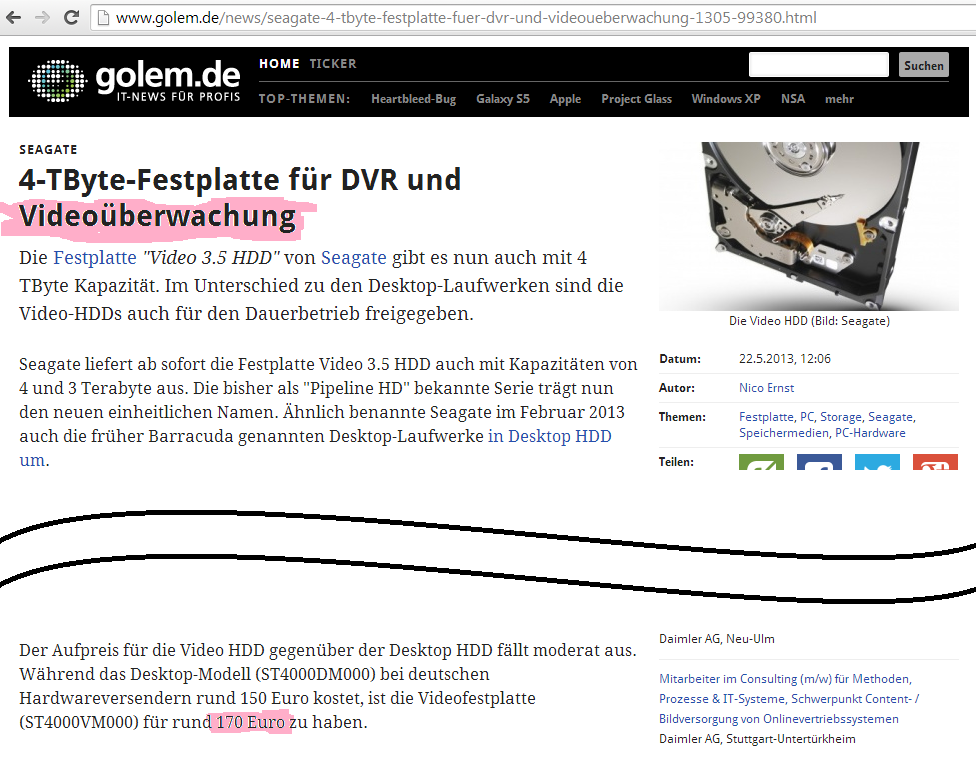 www.golem.de/news/seagate-4-tbyte-festplatte-fuer-dvr-und-videoueberwachung-1305-99380.html
golem.de
IT-NEWS FÜR PROFIS
HOME TICKER
Suchen
TOP-THEMEN: Heartbleed-Bug Galaxy S5 Apple Project Glass Windows XP NSA mehr
SEAGATE
4-TByte-Festplatte für DVR und
Videoüberwachung
Die Festplatte "Video 3.5 HDD" von Seagate gibt es nun auch mit 4
TByte Kapazität. Im Unterschied zu den Desktop-Laufwerken sind die
Video-HDDs auch für den Dauerbetrieb freigegeben.
Seagate liefert ab sofort die Festplatte Video 3.5 HDD auch mit Kapazitäten von
4 und 3 Terabyte aus. Die bisher als "Pipeline HD" bekannte Serie trägt nun
den neuen einheitlichen Namen. Ähnlich benannte Seagate im Februar 2013
auch die früher Barracuda genannten Desktop-Laufwerke in Desktop HDD
um.
Die Video HDD (Bild: Seagate)
Datum: 22.5.2013, 12:06
Autor: Nico Ernst
Themen: Festplatte, PC, Storage, Seagate,
Speichermedien, PC-Hardware
Teilen:
Der Aufpreis für die Video HDD gegenüber der Desktop HDD fällt moderat aus.
Während das Desktop-Modell (ST4000DM000) bei deutschen
Hardwareversendern rund 150 Euro kostet, ist die Videofestplatte
(ST4000VM000) für rund 170 Euro zu haben.
Daimler AG, Neu-Ulm
Mitarbeiter im Consulting (m/w) für Methoden,
Prozesse & IT-Systeme, Schwerpunkt Content- /
Bildversorgung von Onlinevertriebssystemen
Daimler AG, Stuttgart-Untertürkheim